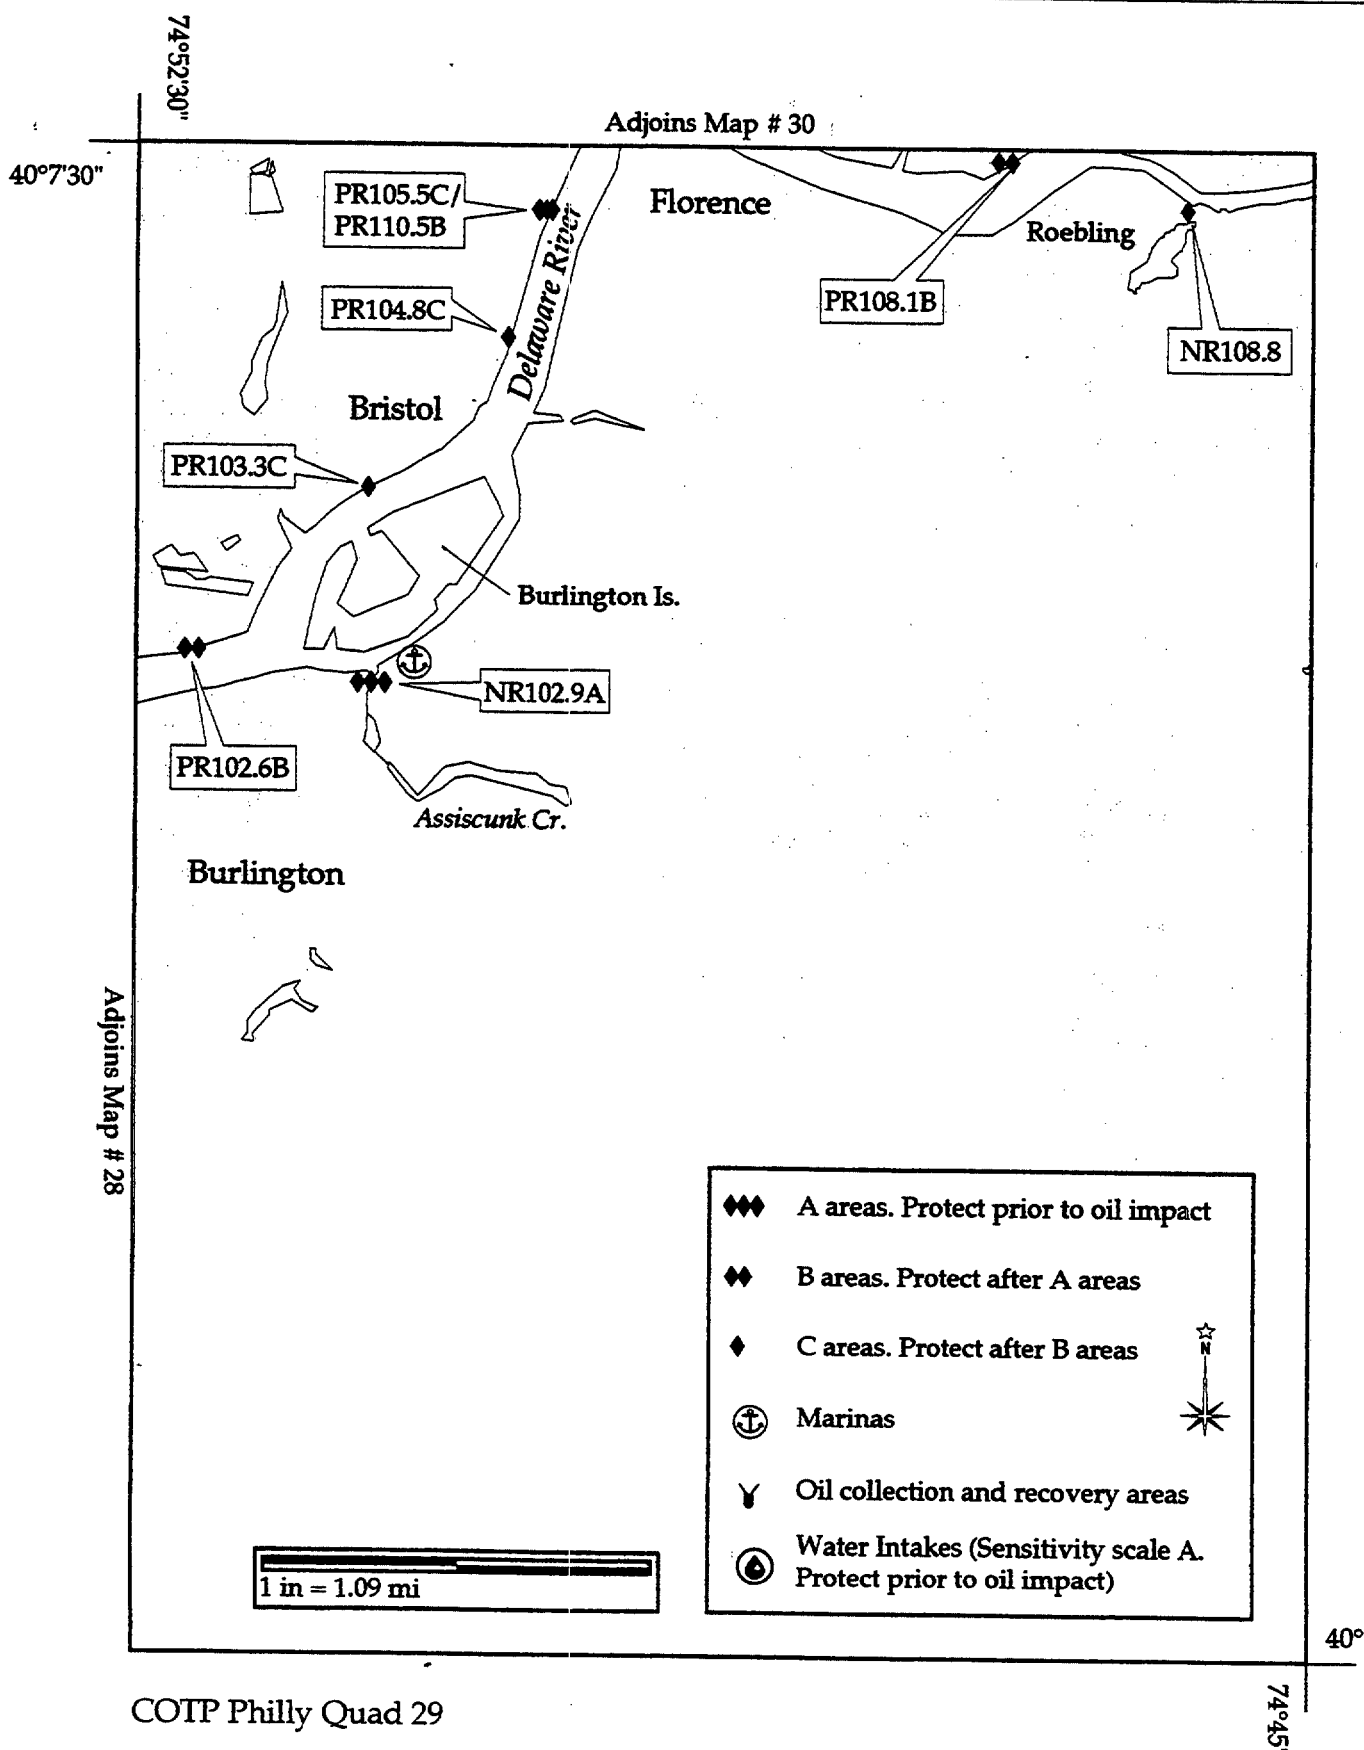 74°52'30"
Adjoins Map # 30
40°7'30"
PR105.5C/
PR110.5B
Florence
Roebling
Delaware River
PR104.8C
PR108.1B
NR108.8
Bristol
PR103.3C
Burlington Is.
NR102.9A
PR102.6B
Assiscunk Cr.
Burlington
Adjoins Map # 28
A areas. Protect prior to oil impact
B areas. Protect after A areas
C areas. Protect after B areas
N
Marinas
Oil collection and recovery areas
Water Intakes (Sensitivity scale A.
Protect prior to oil impact)
1 in = 1.09 mi
40°
74°45'
COTP Philly Quad 29